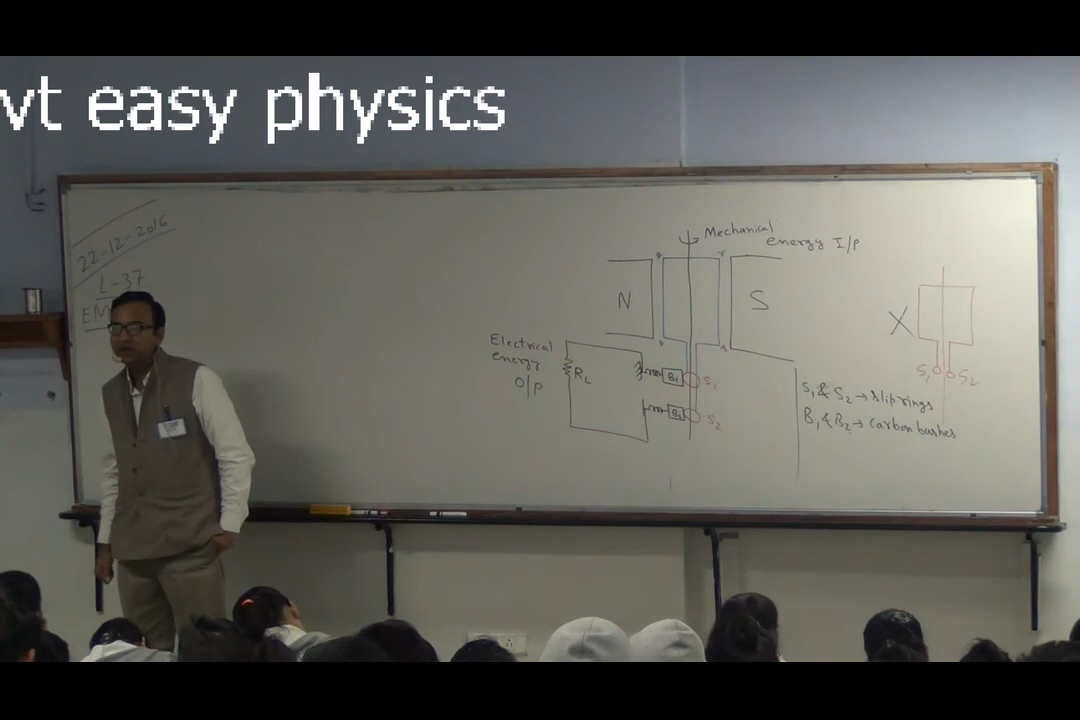 vt easy physics
22-12-2016
L-37
Mechanical
energy I/p
N
S
X
Electrical
energy
O/p
RL
B1
S1
B2
S2
S1 S2
S1 & S2 → slip rings
B1 & B2 → carbon bushes